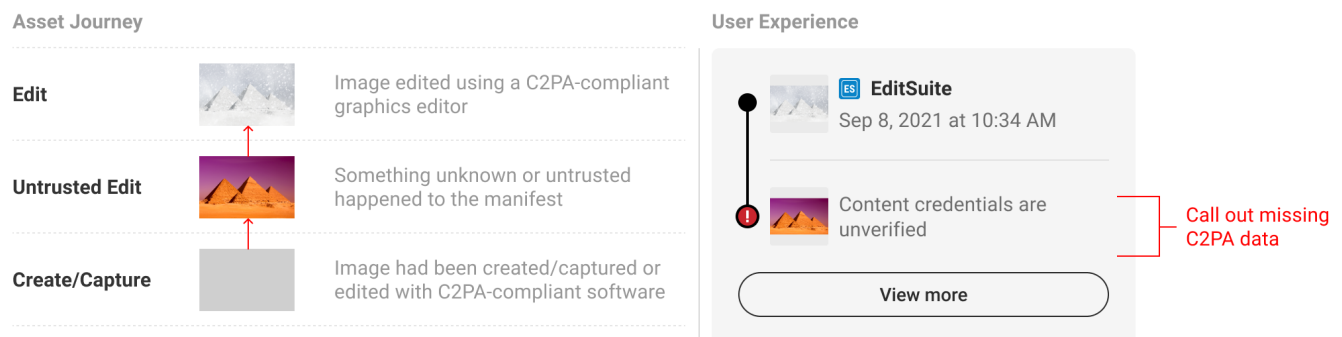 Asset Journey
User Experience
Edit
Image edited using a C2PA-compliant
graphics editor
Untrusted Edit
Something unknown or untrusted
happened to the manifest
Create/Capture
Image had been created/captured or
edited with C2PA-compliant software
ES EditSuite
Sep 8, 2021 at 10:34 AM
!
Content credentials are
unverified
View more
Call out missing
C2PA data